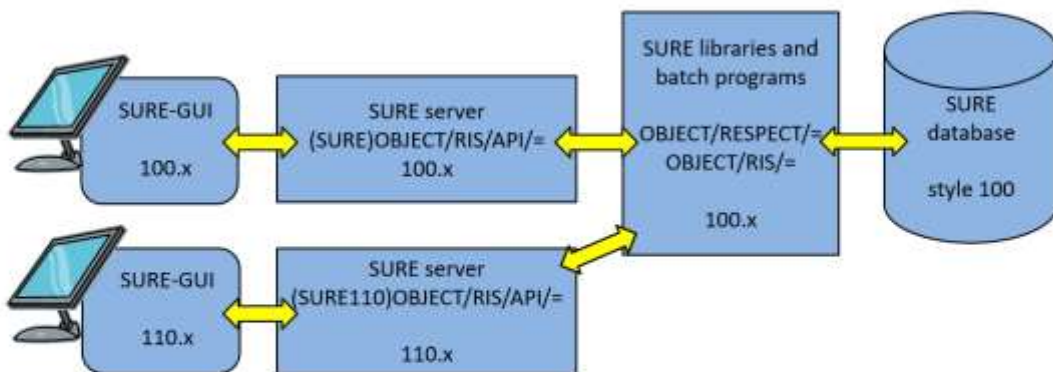 SURE-GUI
100.x
SURE server
(SURE)OBJECT/RIS/API/=
100.x
SURE libraries and
batch programs
OBJECT/RESPECT/=
OBJECT/RIS/=
100.x
SURE
database
style 100
SURE-GUI
110.x
SURE server
(SURE110)OBJECT/RIS/API/=
110.x